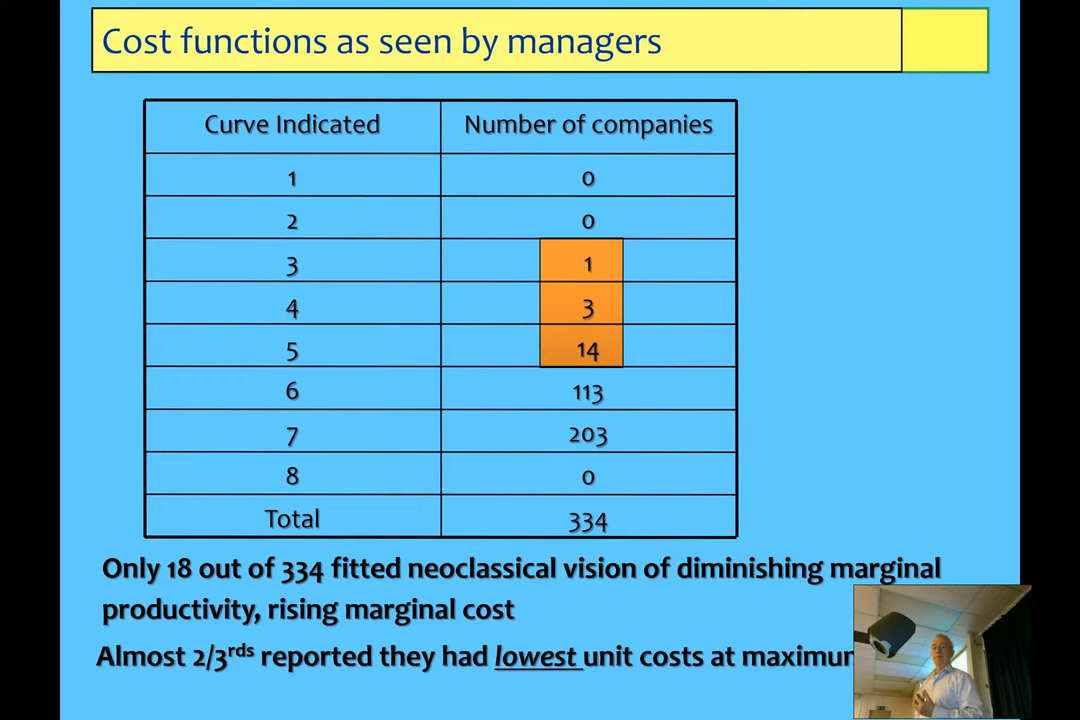 Cost functions as seen by managers
Curve Indicated Number of companies
1 0
2 0
3 1
4 3
5 14
6 113
7 203
8 0
Total 334
Only 18 out of 334 fitted neoclassical vision of diminishing marginal
productivity, rising marginal cost
Almost 2/3rds reported they had lowest unit costs at